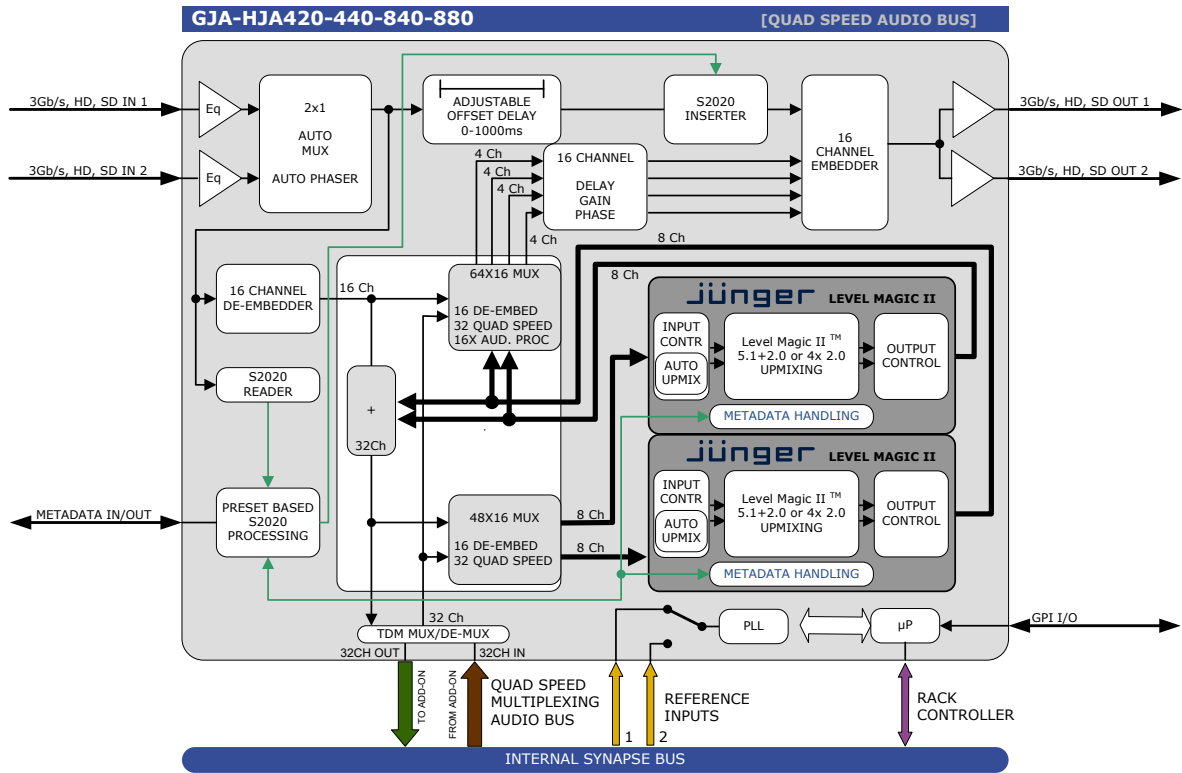 GJA-HJA420-440-840-880
[QUAD SPEED AUDIO BUS]
3Gb/s, HD, SD IN 1
Eq
3Gb/s, HD, SD IN 2
Eq
2x1
AUTO
MUX
AUTO PHASER
ADJUSTABLE
OFFSET DELAY
0-1000ms
S2020
INSERTER
16
CHANNEL
EMBEDDER
3Gb/s, HD, SD OUT 1
3Gb/s, HD, SD OUT 2
4 Ch
4 Ch
4 Ch
4 Ch
16 CHANNEL
DELAY
GAIN
PHASE
8 Ch
8 Ch
16 CHANNEL
DE-EMBEDDER
16 Ch
64X16 MUX
16 DE-EMBED
32 QUAD SPEED
16X AUD. PROC
S2020
READER
+
32Ch
jünger LEVEL MAGIC II
INPUT
CONTR
AUTO
UPMIX
Level Magic II TM
5.1+2.0 or 4x 2.0
UPMIXING
OUTPUT
CONTROL
METADATA HANDLING
jünger LEVEL MAGIC II
INPUT
CONTR
AUTO
UPMIX
Level Magic II TM
5.1+2.0 or 4x 2.0
UPMIXING
OUTPUT
CONTROL
METADATA HANDLING
METADATA IN/OUT
PRESET BASED
S2020
PROCESSING
48X16 MUX
16 DE-EMBED
32 QUAD SPEED
8 Ch
8 Ch
32 Ch
TDM MUX/DE-MUX
32CH OUT
32CH IN
PLL
µP
GPI I/O
TO ADD-ON
FROM ADD-ON
QUAD SPEED
MULTIPLEXING
AUDIO BUS
1
2
REFERENCE
INPUTS
RACK
CONTROLLER
INTERNAL SYNAPSE BUS